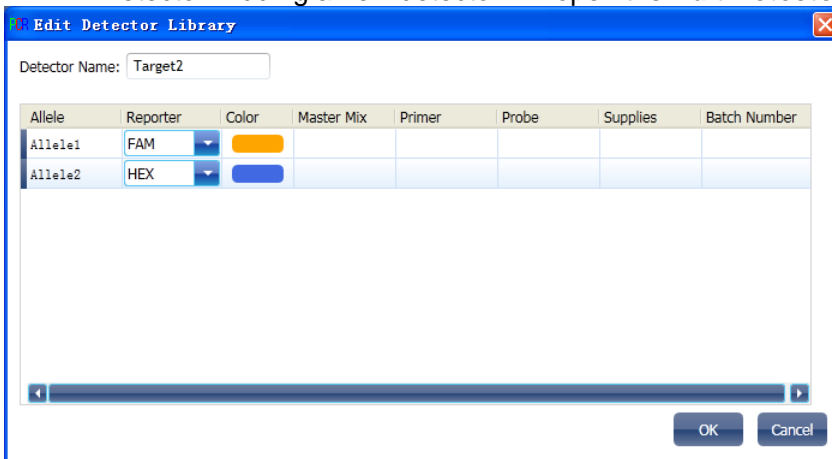 PCR Edit Detector Library
Detector Name: Target2
Allele Reporter Color Master Mix Primer Probe Supplies Batch Number
Allele1 FAM
Allele2 HEX
OK Cancel